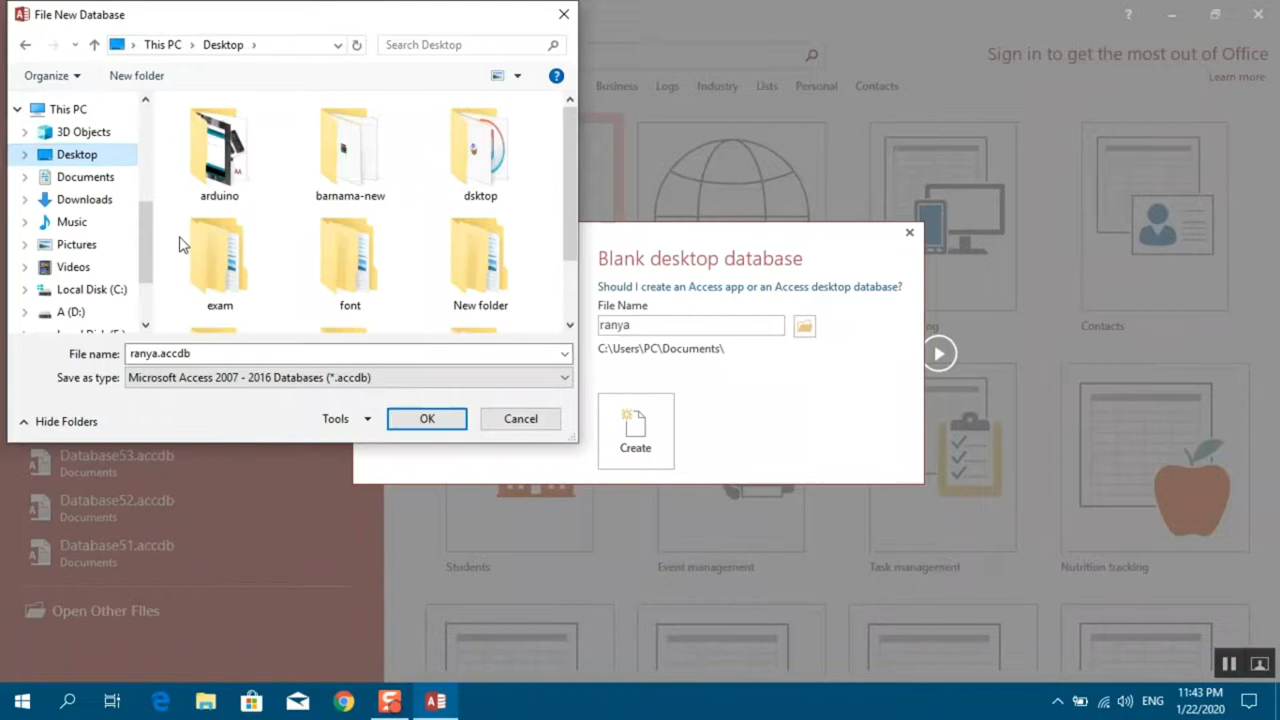 File New Database
This PC
Desktop
Search Desktop
Organize
New folder
This PC
3D Objects
Desktop
Documents
Downloads
Music
Pictures
Videos
Local Disk (C:)
A (D:)
arduino
barnama-new
dsktop
exam
font
New folder
File name:
ranya.accdb
Save as type:
Microsoft Access 2007 - 2016 Databases (*.accdb)
Hide Folders
Tools
OK
Cancel
Sign in to get the most out of Office
Learn more
Business
Logs
Industry
Lists
Personal
Contacts
Blank desktop database
Should I create an Access app or an Access desktop database?
File Name
ranya
C:\Users\PC\Documents\
Create
Contacts
Database53.accdb
Documents
Database52.accdb
Documents
Database51.accdb
Documents
Open Other Files
Students
Event management
Task management
Nutrition tracking
ENG
11:43 PM
1/22/2020